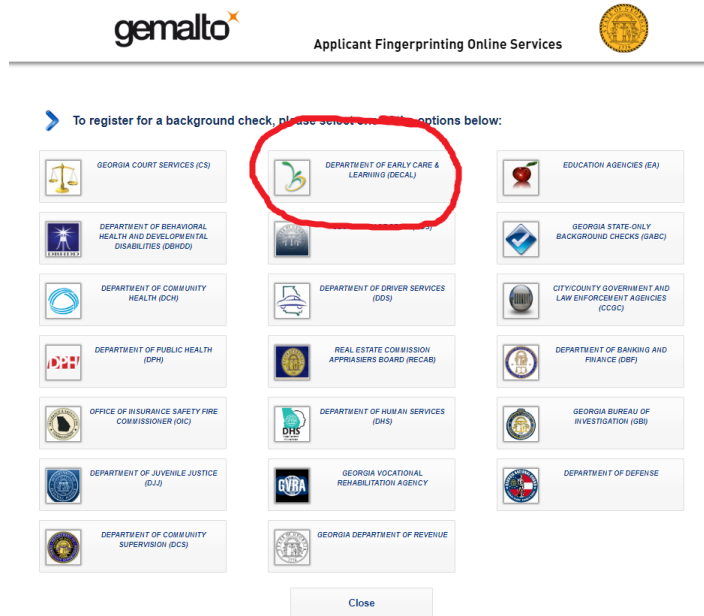 gemalto
Applicant Fingerprinting Online Services
To register for a background check, please select one of the options below:
GEORGIA COURT SERVICES (CS)
DEPARTMENT OF EARLY CARE &
LEARNING (DECAL)
EDUCATION AGENCIES (EA)
DEPARTMENT OF BEHAVIORAL
HEALTH AND DEVELOPMENTAL
DISABILITIES (DBHDD)
DBHDD
GEORGIA STATE-ONLY
BACKGROUND CHECKS (GABC)
DEPARTMENT OF COMMUNITY
HEALTH (DCH)
DEPARTMENT OF DRIVER SERVICES
(DDS)
CITY/COUNTY GOVERNMENT AND
LAW ENFORCEMENT AGENCIES
(CCGC)
DPH
DEPARTMENT OF PUBLIC HEALTH
(DPH)
REAL ESTATE COMMISSION
APPRIASIERS BOARD (RECAB)
DEPARTMENT OF BANKING AND
FINANCE (DBF)
OFFICE OF INSURANCE SAFETY FIRE
COMMISSIONER (OIC)
DHS
DEPARTMENT OF HUMAN SERVICES
(DHS)
GEORGIA BUREAU OF
INVESTIGATION (GBI)
DEPARTMENT OF JUVENILE JUSTICE
(DJJ)
GVRA
GEORGIA VOCATIONAL
REHABILITATION AGENCY
DEPARTMENT OF DEFENSE
DEPARTMENT OF COMMUNITY
SUPERVISION (DCS)
GEORGIA DEPARTMENT OF REVENUE
Close